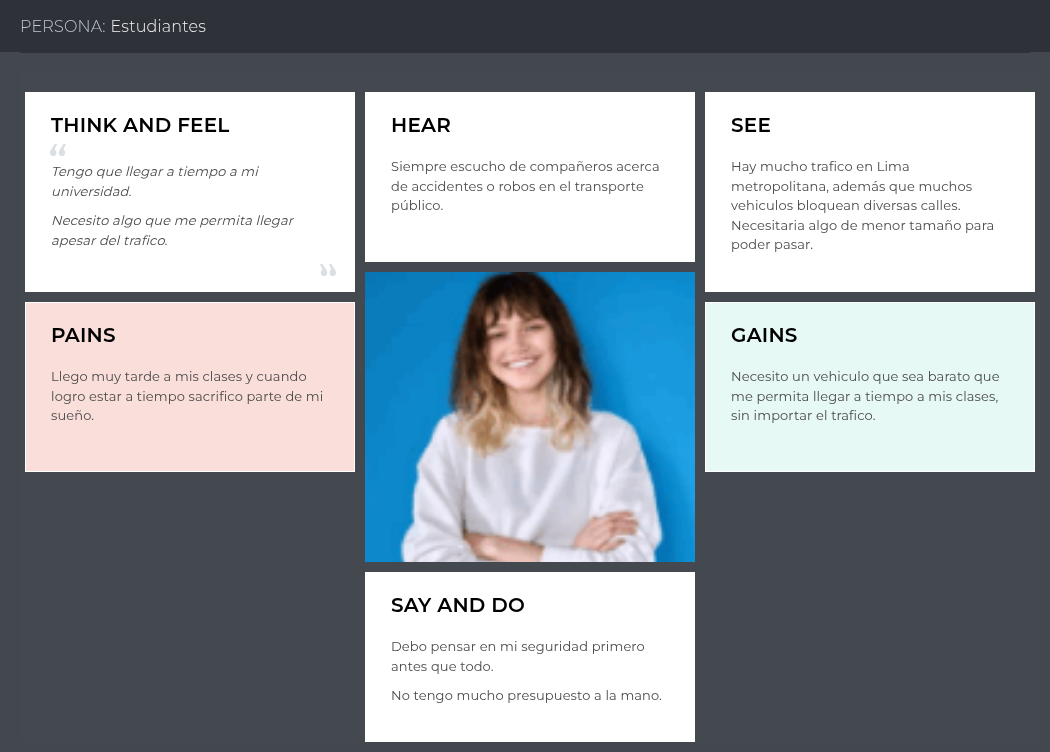 PERSONA: Estudiantes
THINK AND FEEL
“
Tengo que llegar a tiempo a mi
universidad.
Necesito algo que me permita llegar
apesar del trafico.
”
HEAR
Siempre escucho de compañeros acerca
de accidentes o robos en el transporte
público.
SEE
Hay mucho trafico en Lima
metropolitana, además que muchos
vehiculos bloquean diversas calles.
Necesitaria algo de menor tamaño para
poder pasar.
PAINS
Llego muy tarde a mis clases y cuando
logro estar a tiempo sacrifico parte de mi
sueño.
GAINS
Necesito un vehiculo que sea barato que
me permita llegar a tiempo a mis clases,
sin importar el trafico.
SAY AND DO
Debo pensar en mi seguridad primero
antes que todo.
No tengo mucho presupuesto a la mano.